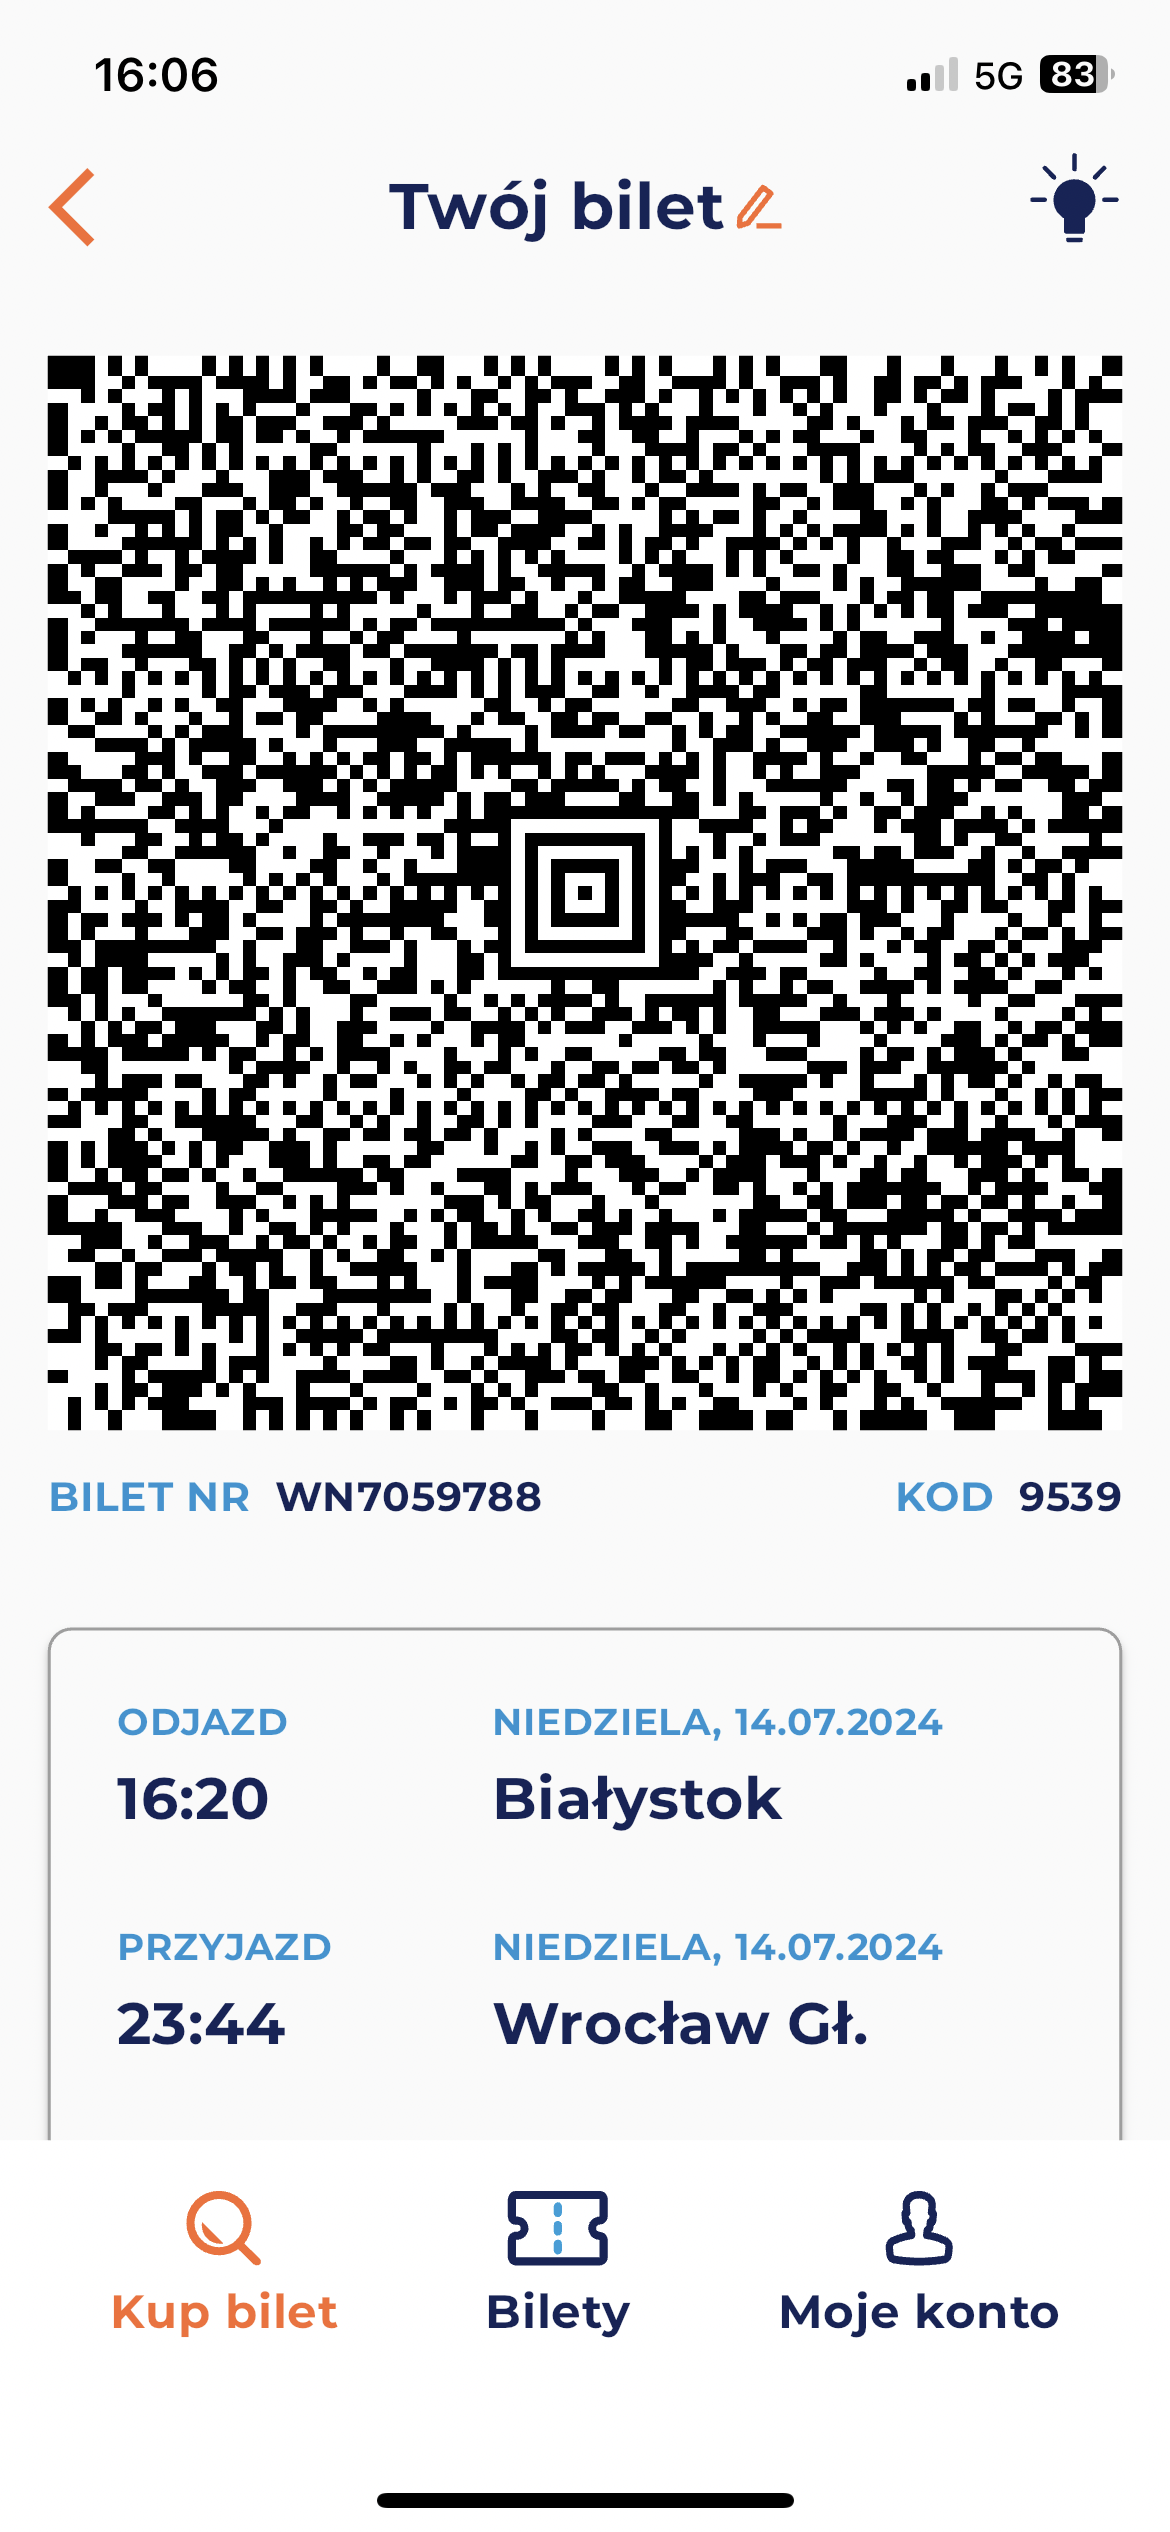 16:06 5G 83
Twój bilet
BILET NR WN7059788 KOD 9539
ODJAZD NIEDZIELA, 14.07.2024
16:20 Białystok
PRZYJAZD NIEDZIELA, 14.07.2024
23:44 Wrocław Gł.
Kup bilet Bilety Moje konto